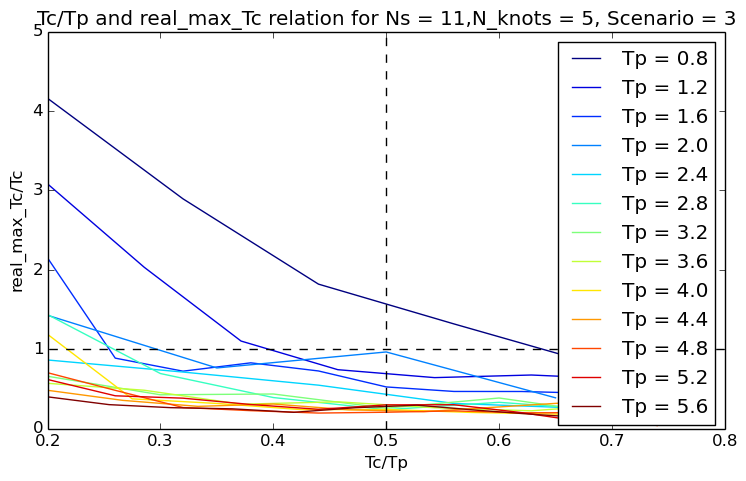 Tc/Tp and real_max_Tc relation for Ns = 11,N_knots = 5, Scenario = 3
5
4
3
2
1
0
real_max_Tc/Tc
0.2
0.3
0.4
0.5
0.6
0.7
0.8
Tc/Tp
Tp = 0.8
Tp = 1.2
Tp = 1.6
Tp = 2.0
Tp = 2.4
Tp = 2.8
Tp = 3.2
Tp = 3.6
Tp = 4.0
Tp = 4.4
Tp = 4.8
Tp = 5.2
Tp = 5.6